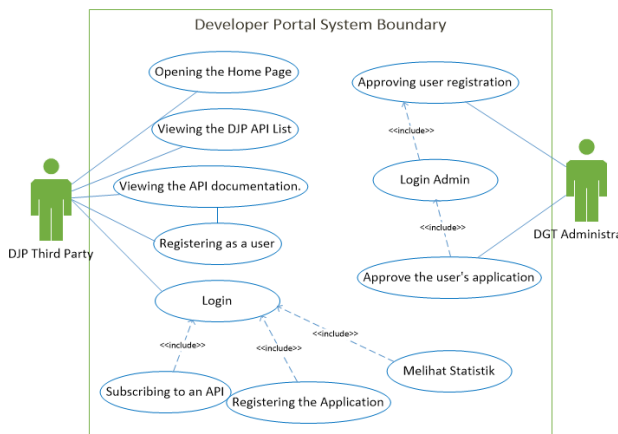 Developer Portal System Boundary
Opening the Home Page
Approving user registration
Viewing the DJP API List
<<include>>
Viewing the API documentation.
Login Admin
<<include>>
Registering as a user
DJP Third Party
DGT Administra
Approve the user's application
Login
<<include>>
<<include>>
<<include>>
Melihat Statistik
Subscribing to an API
Registering the Application